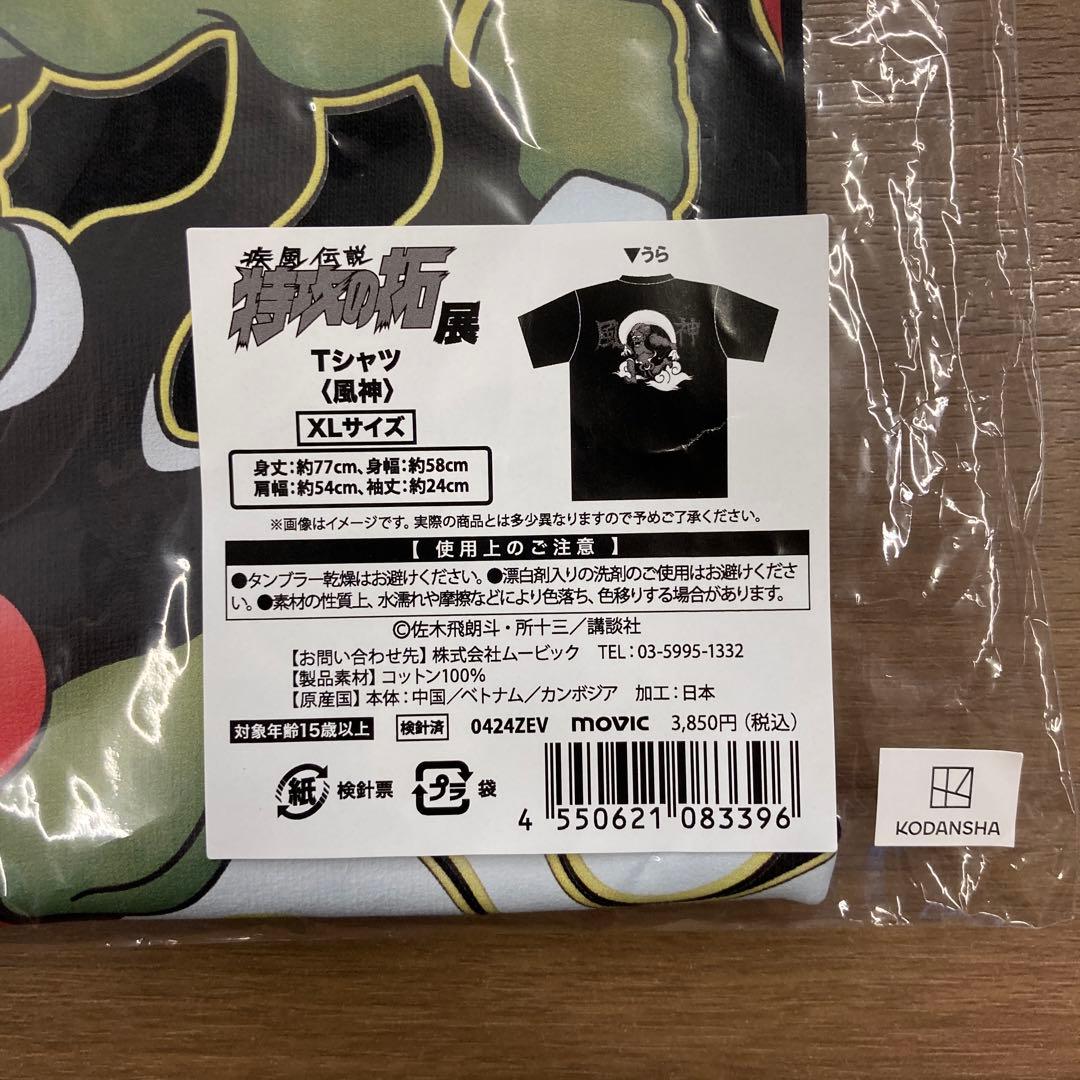 疾風伝説
特攻の拓
展
Tシャツ
〈風神〉
XLサイズ
身丈：約77cm、身幅：約58cm
肩幅：約54cm、袖丈：約24cm
▼うら
風 神
※画像はイメージです。実際の商品とは多少異なりますので予めご了承ください。
【 使用上のご注意 】
●タンブラー乾燥はお避けください。●漂白剤入りの洗剤のご使用はお避けくださ
い。●素材の性質上、水濡れや摩擦などにより色落ち、色移りする場合があります。
©佐木飛朗斗・所十三／講談社
【お問い合わせ先】株式会社ムービック TEL：03-5995-1332
【製品素材】コットン100%
【原産国】本体：中国／ベトナム／カンボジア 加工：日本
対象年齢15歳以上 検針済 0424ZEV movic 3,850円（税込）
紙 検針票 プラ 袋
4 550621 083396
KODANSHA